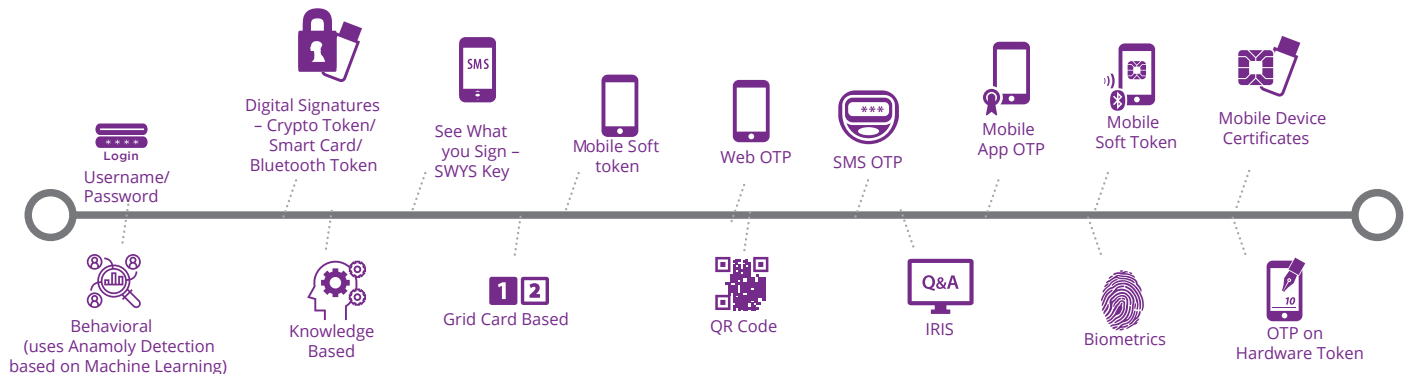 Login
Username/
Password
Digital Signatures
– Crypto Token/
Smart Card/
Bluetooth Token
SMS
See What
you Sign –
SWYS Key
Mobile Soft
token
Web OTP
***
SMS OTP
Mobile
App OTP
Mobile
Soft Token
Mobile Device
Certificates
Behavioral
(uses Anamoly Detection
based on Machine Learning)
Knowledge
Based
1 2
Grid Card Based
QR Code
Q&A
IRIS
Biometrics
10
OTP on
Hardware Token